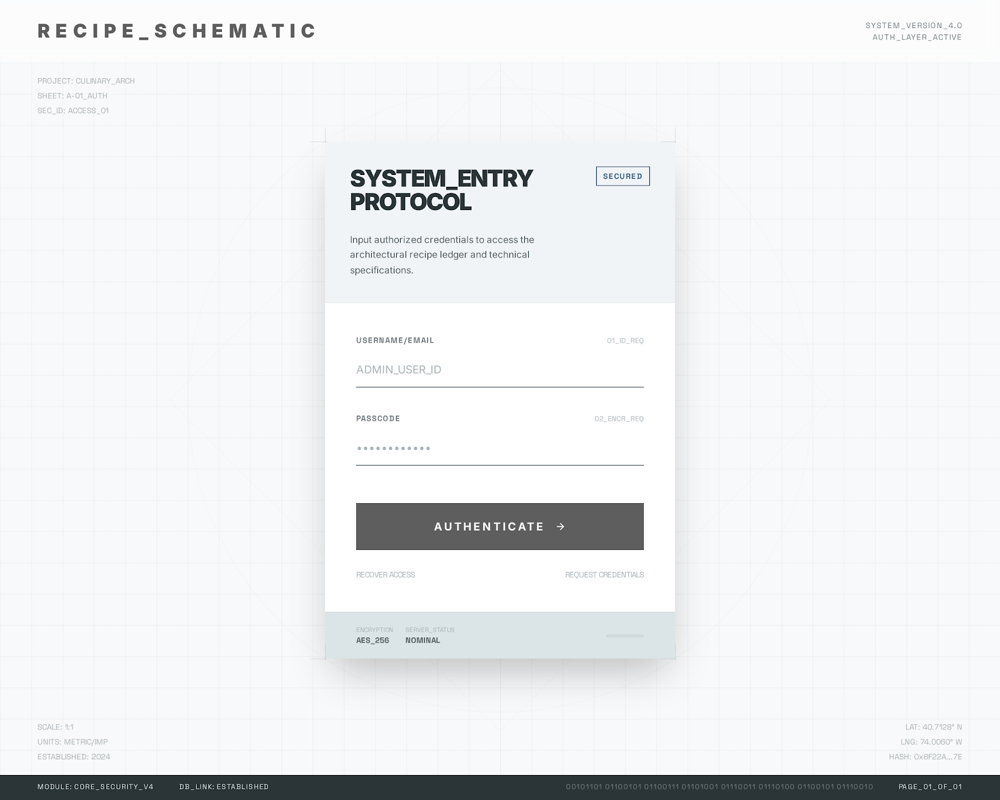 RECIPE_SCHEMATIC
SYSTEM_VERSION_4.0
AUTH_LAYER_ACTIVE
PROJECT: CULINARY_ARCH
SHEET: A-01_AUTH
SEC_ID: ACCESS_01
SYSTEM_ENTRY
PROTOCOL
SECURED
Input authorized credentials to access the
architectural recipe ledger and technical
specifications.
USERNAME/EMAIL
01_ID_REQ
ADMIN_USER_ID
PASSCODE
02_ENCR_REQ
••••••••••••
AUTHENTICATE →
RECOVER ACCESS
REQUEST CREDENTIALS
ENCRYPTION
AES_256
SERVER_STATUS
NOMINAL
SCALE: 1:1
UNITS: METRIC/IMP
ESTABLISHED: 2024
LAT: 40.7128° N
LNG: 74.0060° W
HASH: 0x8F22A...7E
MODULE: CORE_SECURITY_V4
DB_LINK: ESTABLISHED
00101101 01100101 01100111 01101001 01110011 01110100 01100101 01110010
PAGE_01_OF_01